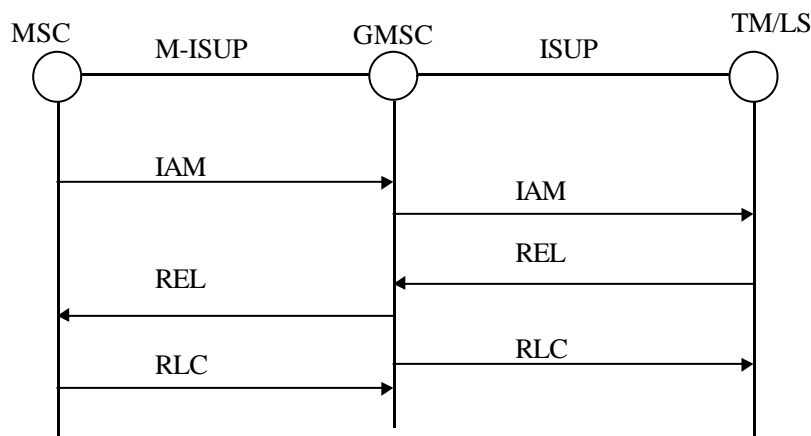 MSC
M-ISUP
GMSC
ISUP
TM/LS
IAM
IAM
REL
REL
RLC
RLC